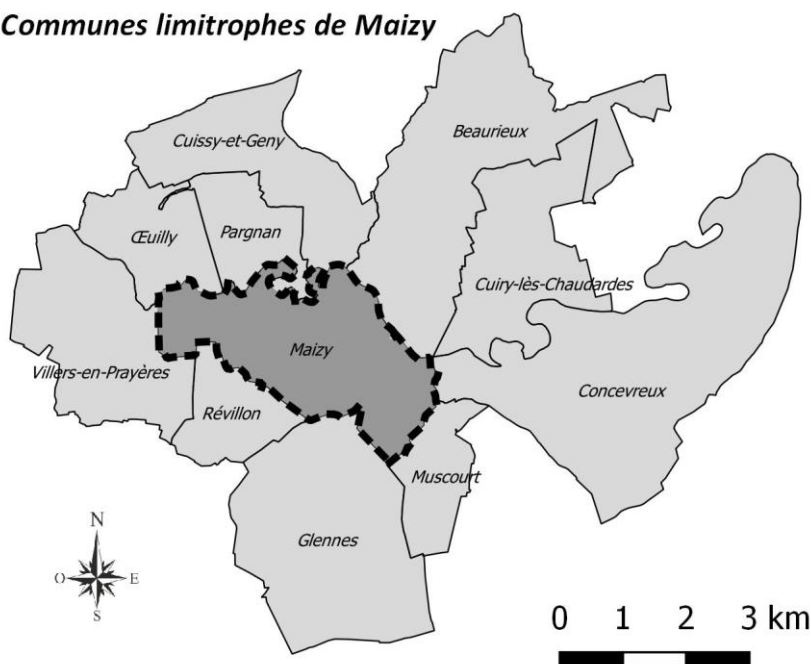 Communes limitrophes de Maizy
Beaurieux
Cuissy-et-Geny
Œuilly
Pargnan
Cuiry-lès-Chaudardes
Maizy
Villers-en-Prayères
Concevreux
Révillon
Muscourt
Glennes
N
O
E
S
0 1 2 3 km